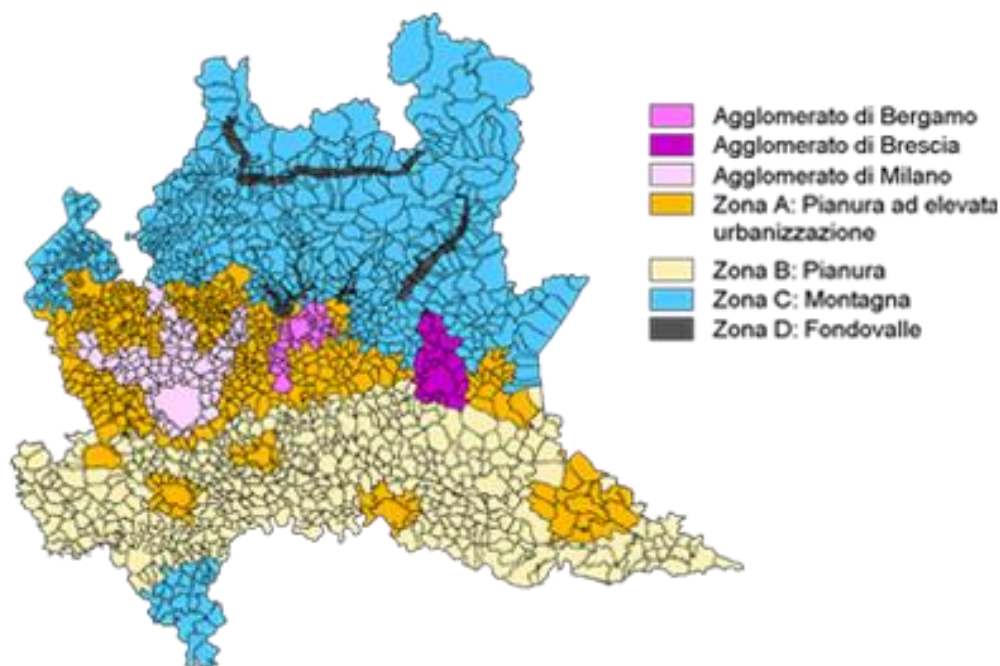 Agglomerato di Bergamo
Agglomerato di Brescia
Agglomerato di Milano
Zona A: Pianura ad elevata
urbanizzazione
Zona B: Pianura
Zona C: Montagna
Zona D: Fondovalle